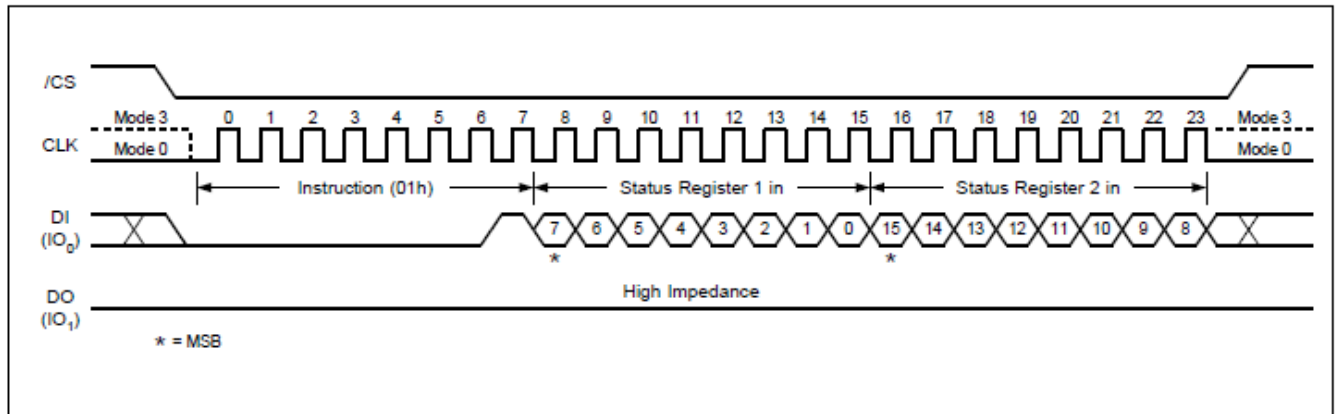 /CS
Mode 3 0 1 2 3 4 5 6 7 8 9 10 11 12 13 14 15 16 17 18 19 20 21 22 23 Mode 3
CLK Mode 0 Mode 0
Instruction (01h) Status Register 1 in Status Register 2 in
DI
(IO0) 7 6 5 4 3 2 1 0 15 14 13 12 11 10 9 8
* *
High Impedance
DO
(IO1)
* = MSB